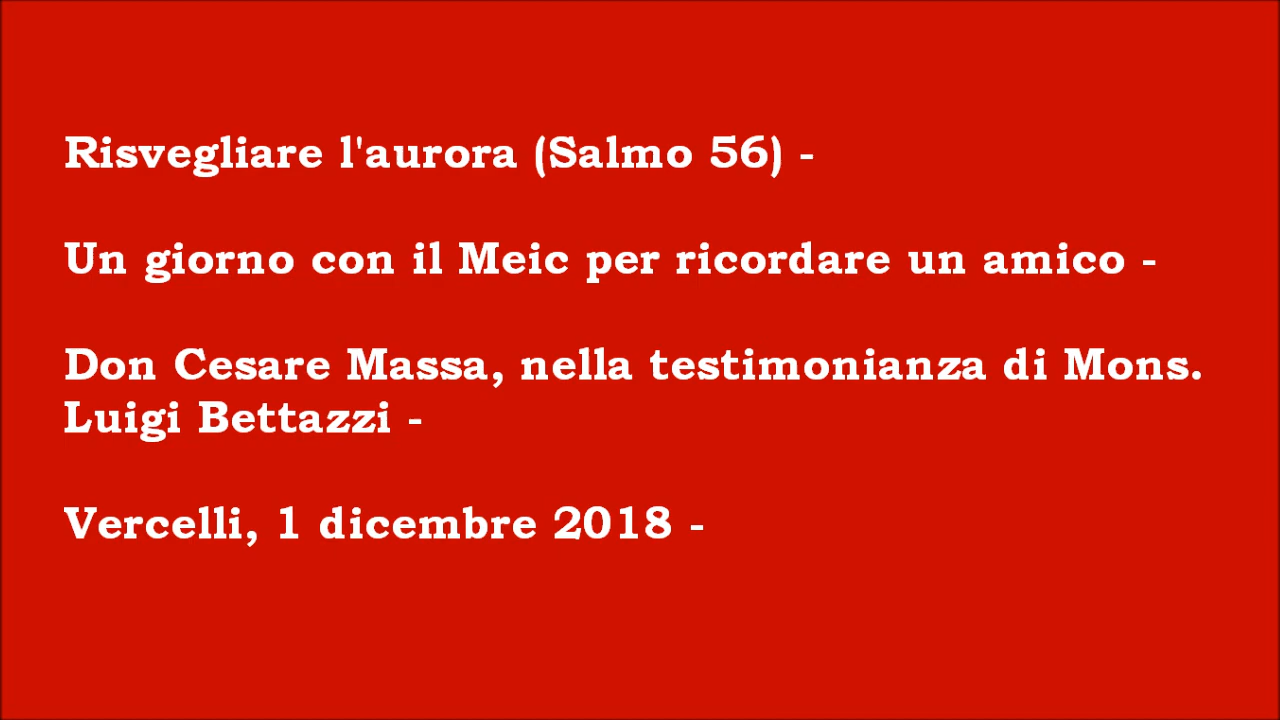 Risvegliare l'aurora (Salmo 56) -
Un giorno con il Meic per ricordare un amico -
Don Cesare Massa, nella testimonianza di Mons.
Luigi Bettazzi -
Vercelli, 1 dicembre 2018 -